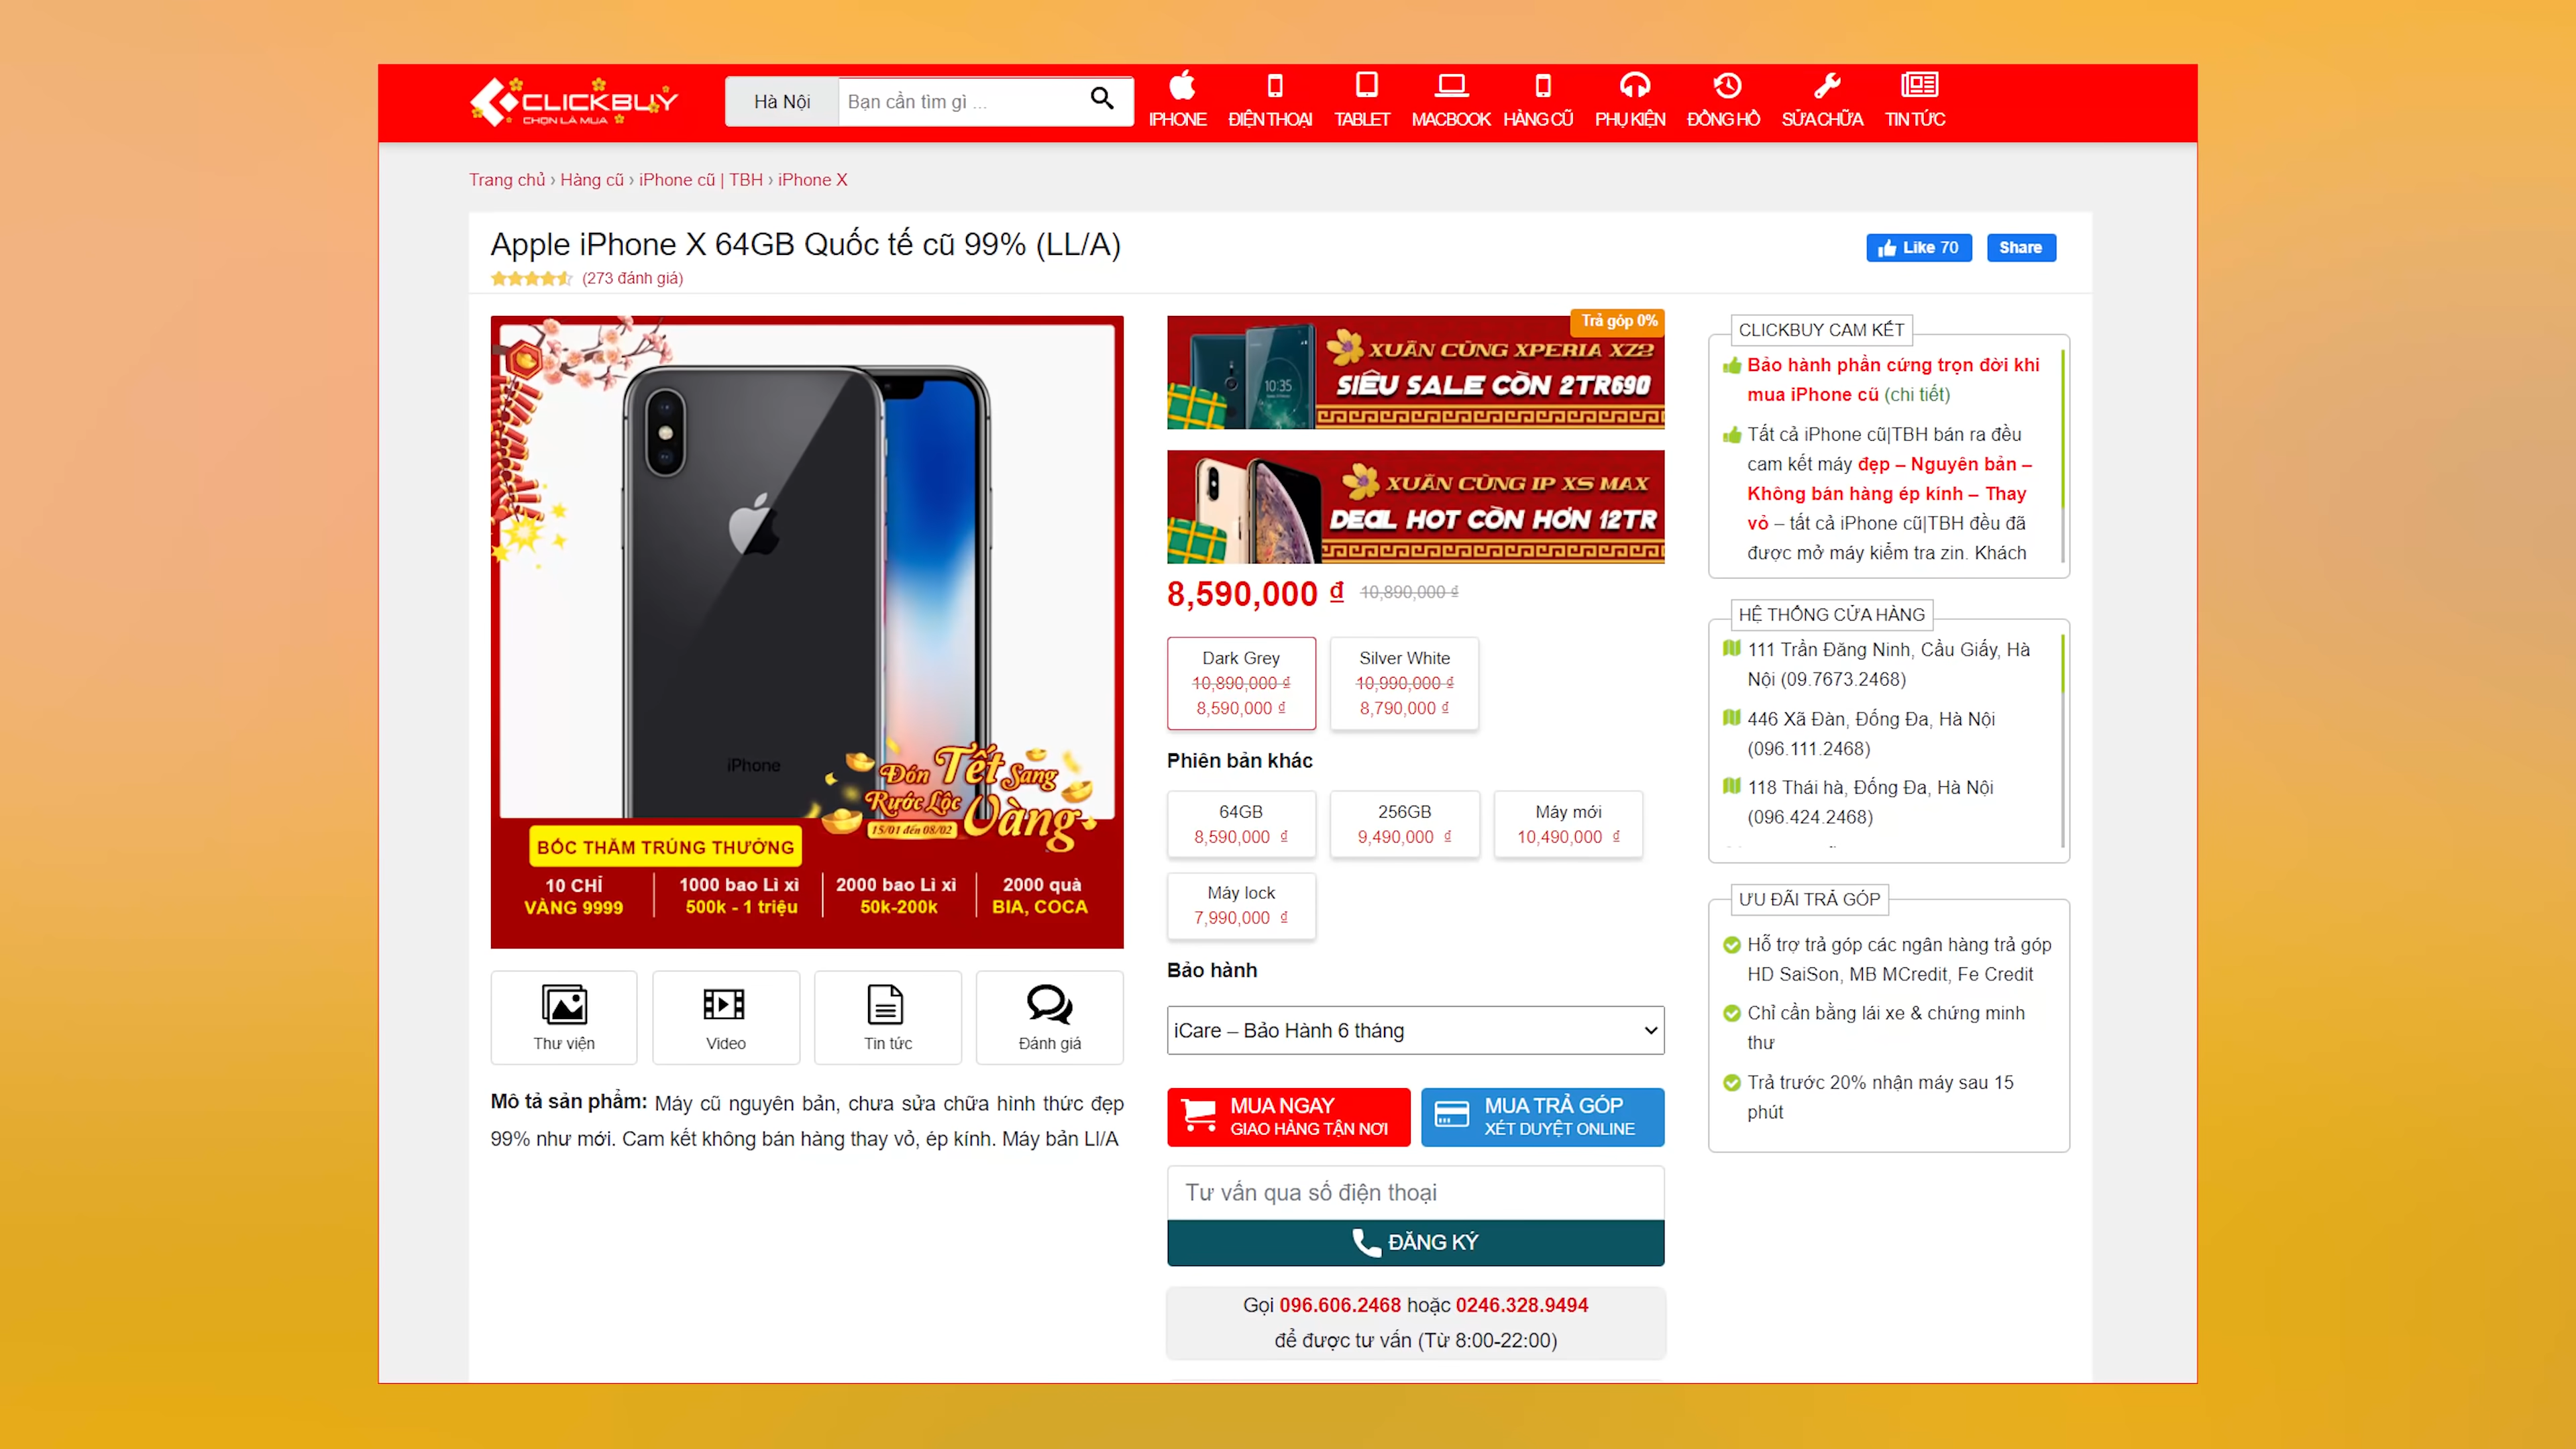 CLICKBUY
CHỌN LÀ MUA
Hà Nội
Bạn cần tìm gì ...
IPHONE
ĐIỆN THOẠI
TABLET
MACBOOK
HÀNG CŨ
PHỤ KIỆN
ĐỒNG HỒ
SỬA CHỮA
TIN TỨC
Trang chủ › Hàng cũ › iPhone cũ | TBH › iPhone X
Apple iPhone X 64GB Quốc tế cũ 99% (LL/A)
(273 đánh giá)
Like 70
Share
iPhone
Đón Tết Sang
Rước Lộc Vàng
15/01 đến 08/02
BỐC THĂM TRÚNG THƯỞNG
10 CHỈ
VÀNG 9999
1000 bao Lì xì
500k - 1 triệu
2000 bao Lì xì
50k-200k
2000 quà
BIA, COCA
Thư viện
Video
Tin tức
Đánh giá
Mô tả sản phẩm: Máy cũ nguyên bản, chưa sửa chữa hình thức đẹp
99% như mới. Cam kết không bán hàng thay vỏ, ép kính. Máy bản Ll/A
Trả góp 0%
10:35
XUÂN CÙNG XPERIA XZ2
SIÊU SALE CÒN 2TR690
XUÂN CÙNG IP XS MAX
DEAL HOT CÒN HƠN 12TR
8,590,000 ₫ 10,890,000 ₫
Dark Grey
10,890,000 ₫
8,590,000 ₫
Silver White
10,990,000 ₫
8,790,000 ₫
Phiên bản khác
64GB
8,590,000 ₫
256GB
9,490,000 ₫
Máy mới
10,490,000 ₫
Máy lock
7,990,000 ₫
Bảo hành
iCare – Bảo Hành 6 tháng
MUA NGAY
GIAO HÀNG TẬN NƠI
MUA TRẢ GÓP
XÉT DUYỆT ONLINE
Tư vấn qua số điện thoại
ĐĂNG KÝ
Gọi 096.606.2468 hoặc 0246.328.9494
để được tư vấn (Từ 8:00-22:00)
CLICKBUY CAM KẾT
Bảo hành phần cứng trọn đời khi
mua iPhone cũ (chi tiết)
Tất cả iPhone cũ|TBH bán ra đều
cam kết máy đẹp – Nguyên bản –
Không bán hàng ép kính – Thay
vỏ – tất cả iPhone cũ|TBH đều đã
được mở máy kiểm tra zin. Khách
HỆ THỐNG CỬA HÀNG
111 Trần Đăng Ninh, Cầu Giấy, Hà
Nội (09.7673.2468)
446 Xã Đàn, Đống Đa, Hà Nội
(096.111.2468)
118 Thái hà, Đống Đa, Hà Nội
(096.424.2468)
ƯU ĐÃI TRẢ GÓP
Hỗ trợ trả góp các ngân hàng trả góp
HD SaiSon, MB MCredit, Fe Credit
Chỉ cần bằng lái xe & chứng minh
thư
Trả trước 20% nhận máy sau 15
phút